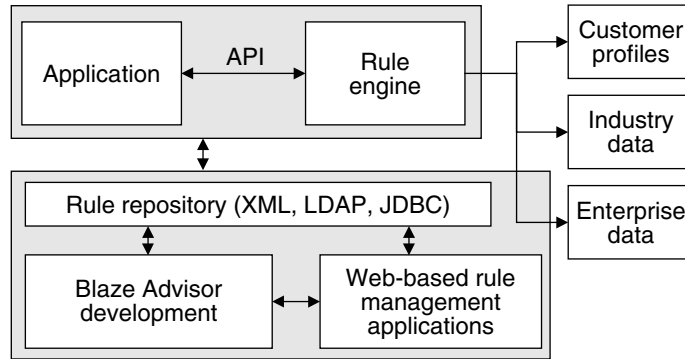 Application
API
Rule
engine
Customer
profiles
Industry
data
Enterprise
data
Rule repository (XML, LDAP, JDBC)
Blaze Advisor
development
Web-based rule
management
applications